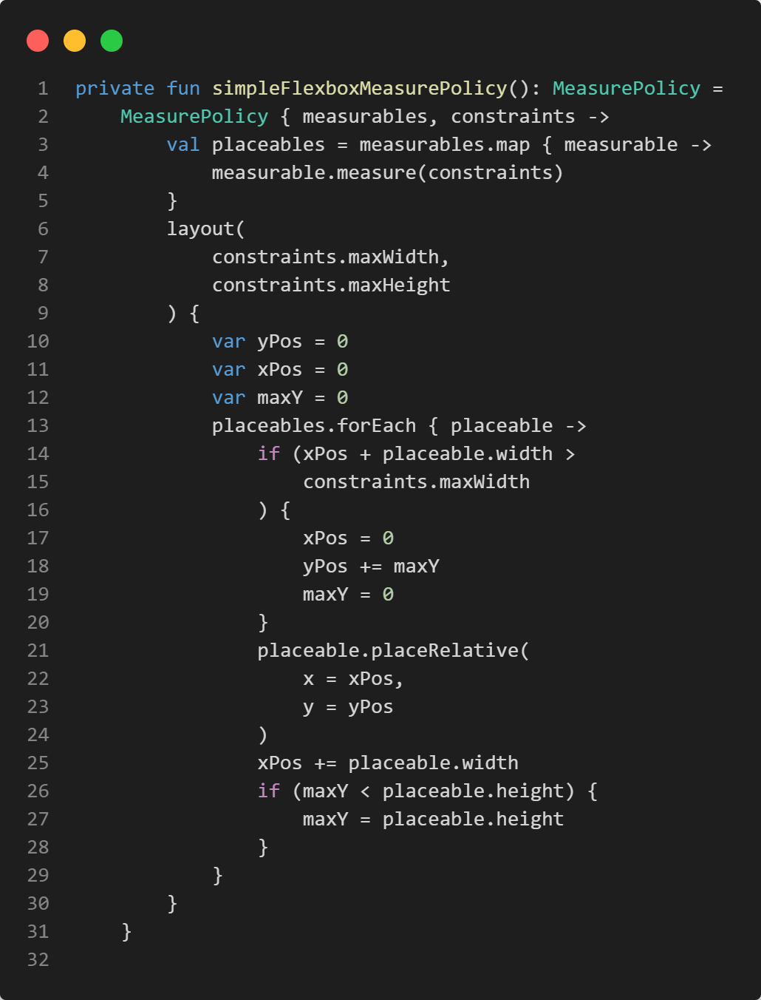 1 private fun simpleFlexboxMeasurePolicy(): MeasurePolicy =
2     MeasurePolicy { measurables, constraints ->
3         val placeables = measurables.map { measurable ->
4             measurable.measure(constraints)
5         }
6         layout(
7             constraints.maxWidth,
8             constraints.maxHeight
9         ) {
10             var yPos = 0
11             var xPos = 0
12             var maxY = 0
13             placeables.forEach { placeable ->
14                 if (xPos + placeable.width >
15                     constraints.maxWidth
16                 ) {
17                     xPos = 0
18                     yPos += maxY
19                     maxY = 0
20                 }
21                 placeable.placeRelative(
22                     x = xPos,
23                     y = yPos
24                 )
25                 xPos += placeable.width
26                 if (maxY < placeable.height) {
27                     maxY = placeable.height
28                 }
29             }
30         }
31     }
32